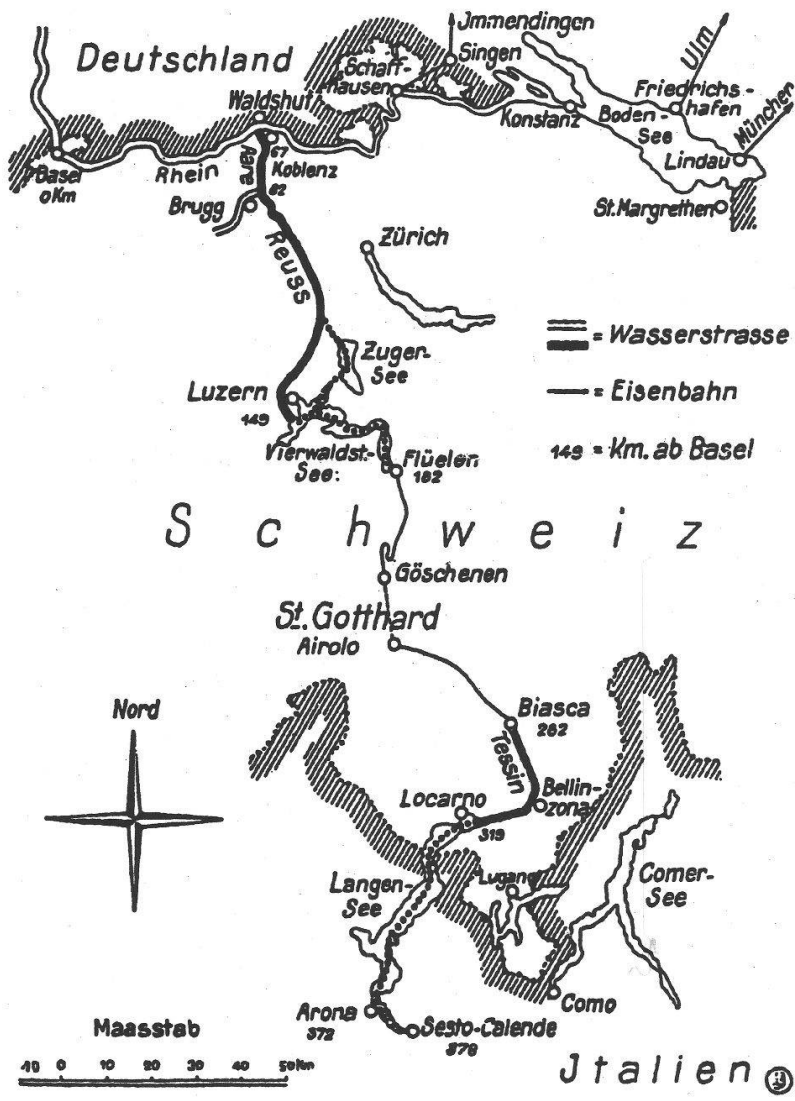 Jmmendingen
Deutschland
Singen
Ulm
Schaff-
hausen
Waldshut
Friedrichs-
hafen
Konstanz
Boden-
See
München
Lindau
Basel
0 Km
Rhein
Aare
67
Koblenz
82
Brugg
St. Margrethen
Reuss
Zürich
= Wasserstrasse
Zuger-
See
= Eisenbahn
Luzern
149
149 = Km. ab Basel
Vierwaldst.-
See:
Flüelen
182
Schweiz
Göschenen
St. Gotthard
Airolo
Nord
Biasca
262
Tessin
Bellin-
zona
Locarno
319
Langen-
See
Lugano
Comer-
See
Arona
372
Sesto-Calende
378
Como
Maasstab
10 0 10 20 30 40 50 Km
Jtalien